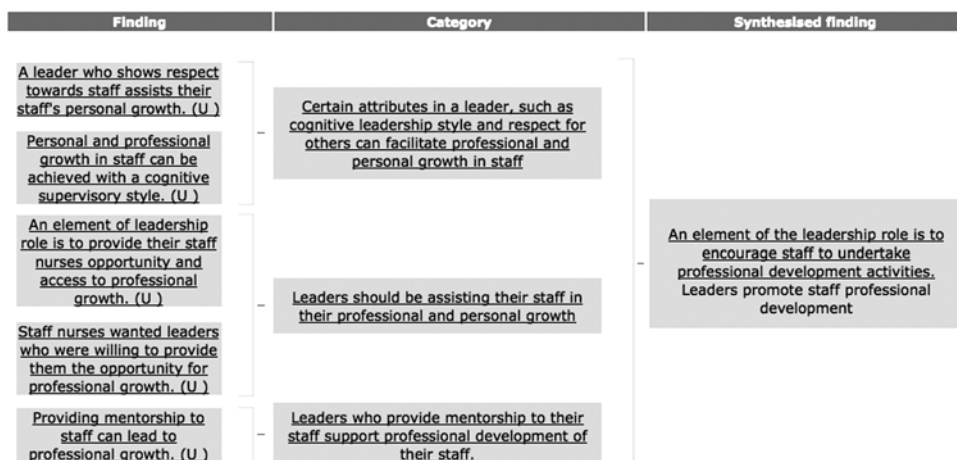 Finding
Category
Synthesised finding
A leader who shows respect
towards staff assists their
staff's personal growth. (U )
Personal and professional
growth in staff can be
achieved with a cognitive
supervisory style. (U )
Certain attributes in a leader, such as
cognitive leadership style and respect for
others can facilitate professional and
personal growth in staff
An element of leadership
role is to provide their staff
nurses opportunity and
access to professional
growth. (U )
Staff nurses wanted leaders
who were willing to provide
them the opportunity for
professional growth. (U )
Leaders should be assisting their staff in
their professional and personal growth
Providing mentorship to
staff can lead to
professional growth. (U )
Leaders who provide mentorship to their
staff support professional development of
their staff.
An element of the leadership role is to
encourage staff to undertake
professional development activities.
Leaders promote staff professional
development